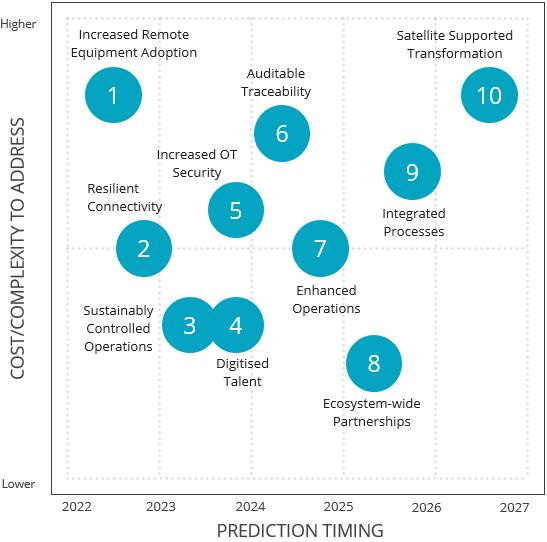 Higher
Increased Remote
Equipment Adoption
1
Satellite Supported
Transformation
10
Auditable
Traceability
6
Increased OT
Security
5
9
Integrated
Processes
Resilient
Connectivity
2
7
Enhanced
Operations
Sustainably
Controlled
Operations
3
4
Digitised
Talent
8
Ecosystem-wide
Partnerships
Lower
COST/COMPLEXITY TO ADDRESS
2022
2023
2024
2025
2026
2027
PREDICTION TIMING